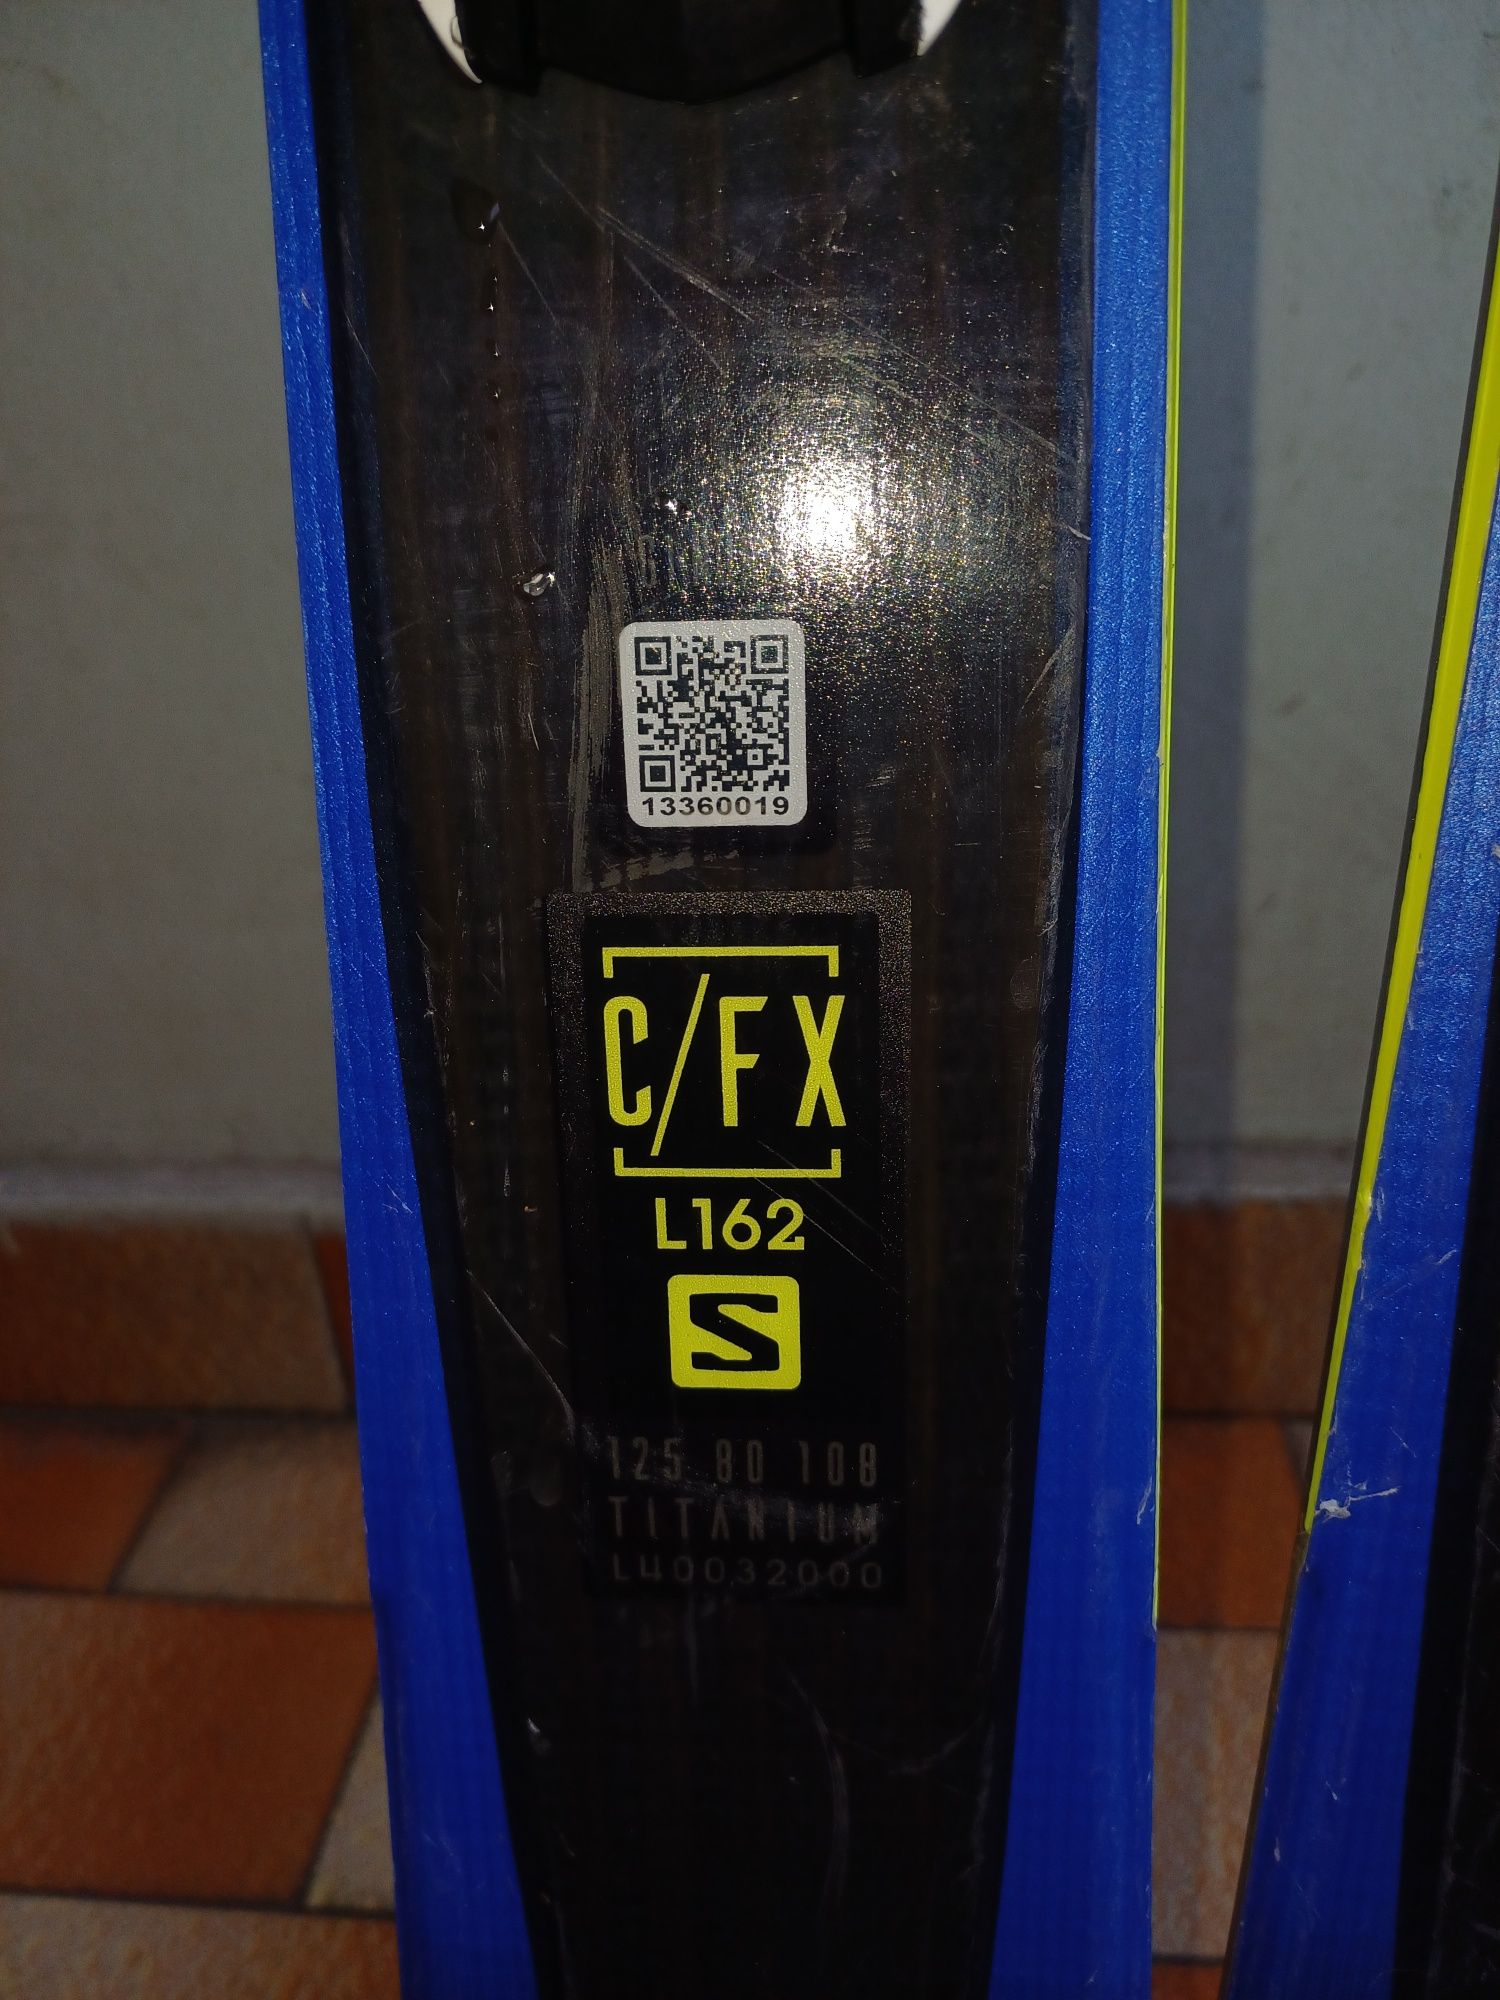 13360019
C/FX
L162
S
125 80 108
TITANIUM
L40032000